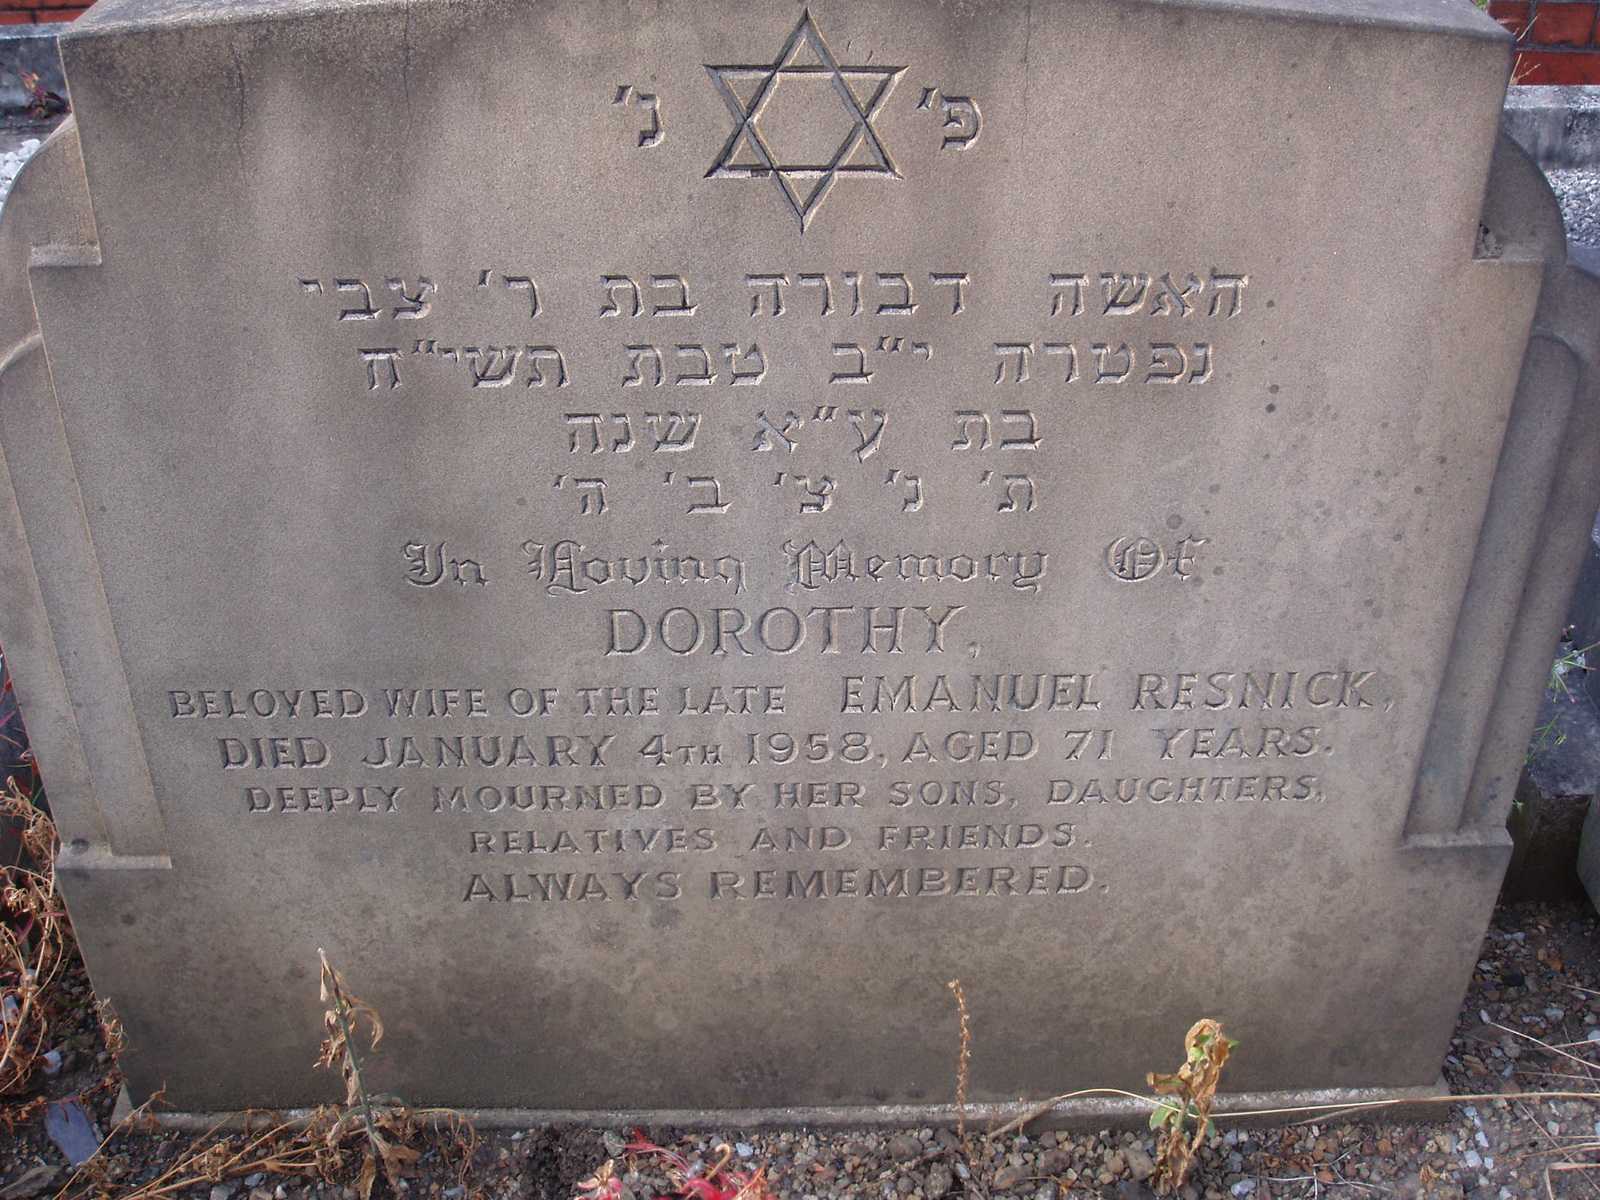 פ' נ'
האשה דבורה בת ר' צבי
נפטרה י״ב טבת תשי״ח
בת ע״א שנה
ת' נ' צ' ב' ה'
In Loving Memory Of
DOROTHY,
BELOVED WIFE OF THE LATE EMANUEL RESNICK,
DIED JANUARY 4TH 1958, AGED 71 YEARS.
DEEPLY MOURNED BY HER SONS, DAUGHTERS,
RELATIVES AND FRIENDS.
ALWAYS REMEMBERED.